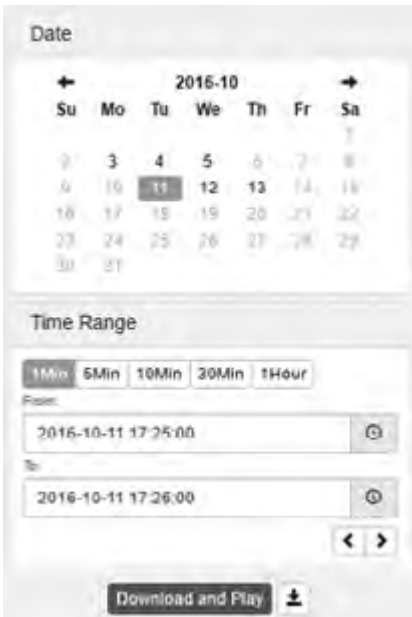 Date
2016-10
Su Mo Tu We Th Fr Sa
1
2 3 4 5 6 7 8
9 10 11 12 13 14 15
16 17 18 19 20 21 22
23 24 25 26 27 28 29
30 31
Time Range
1Min 5Min 10Min 30Min 1Hour
From:
2016-10-11 17:25:00
To:
2016-10-11 17:26:00
Download and Play